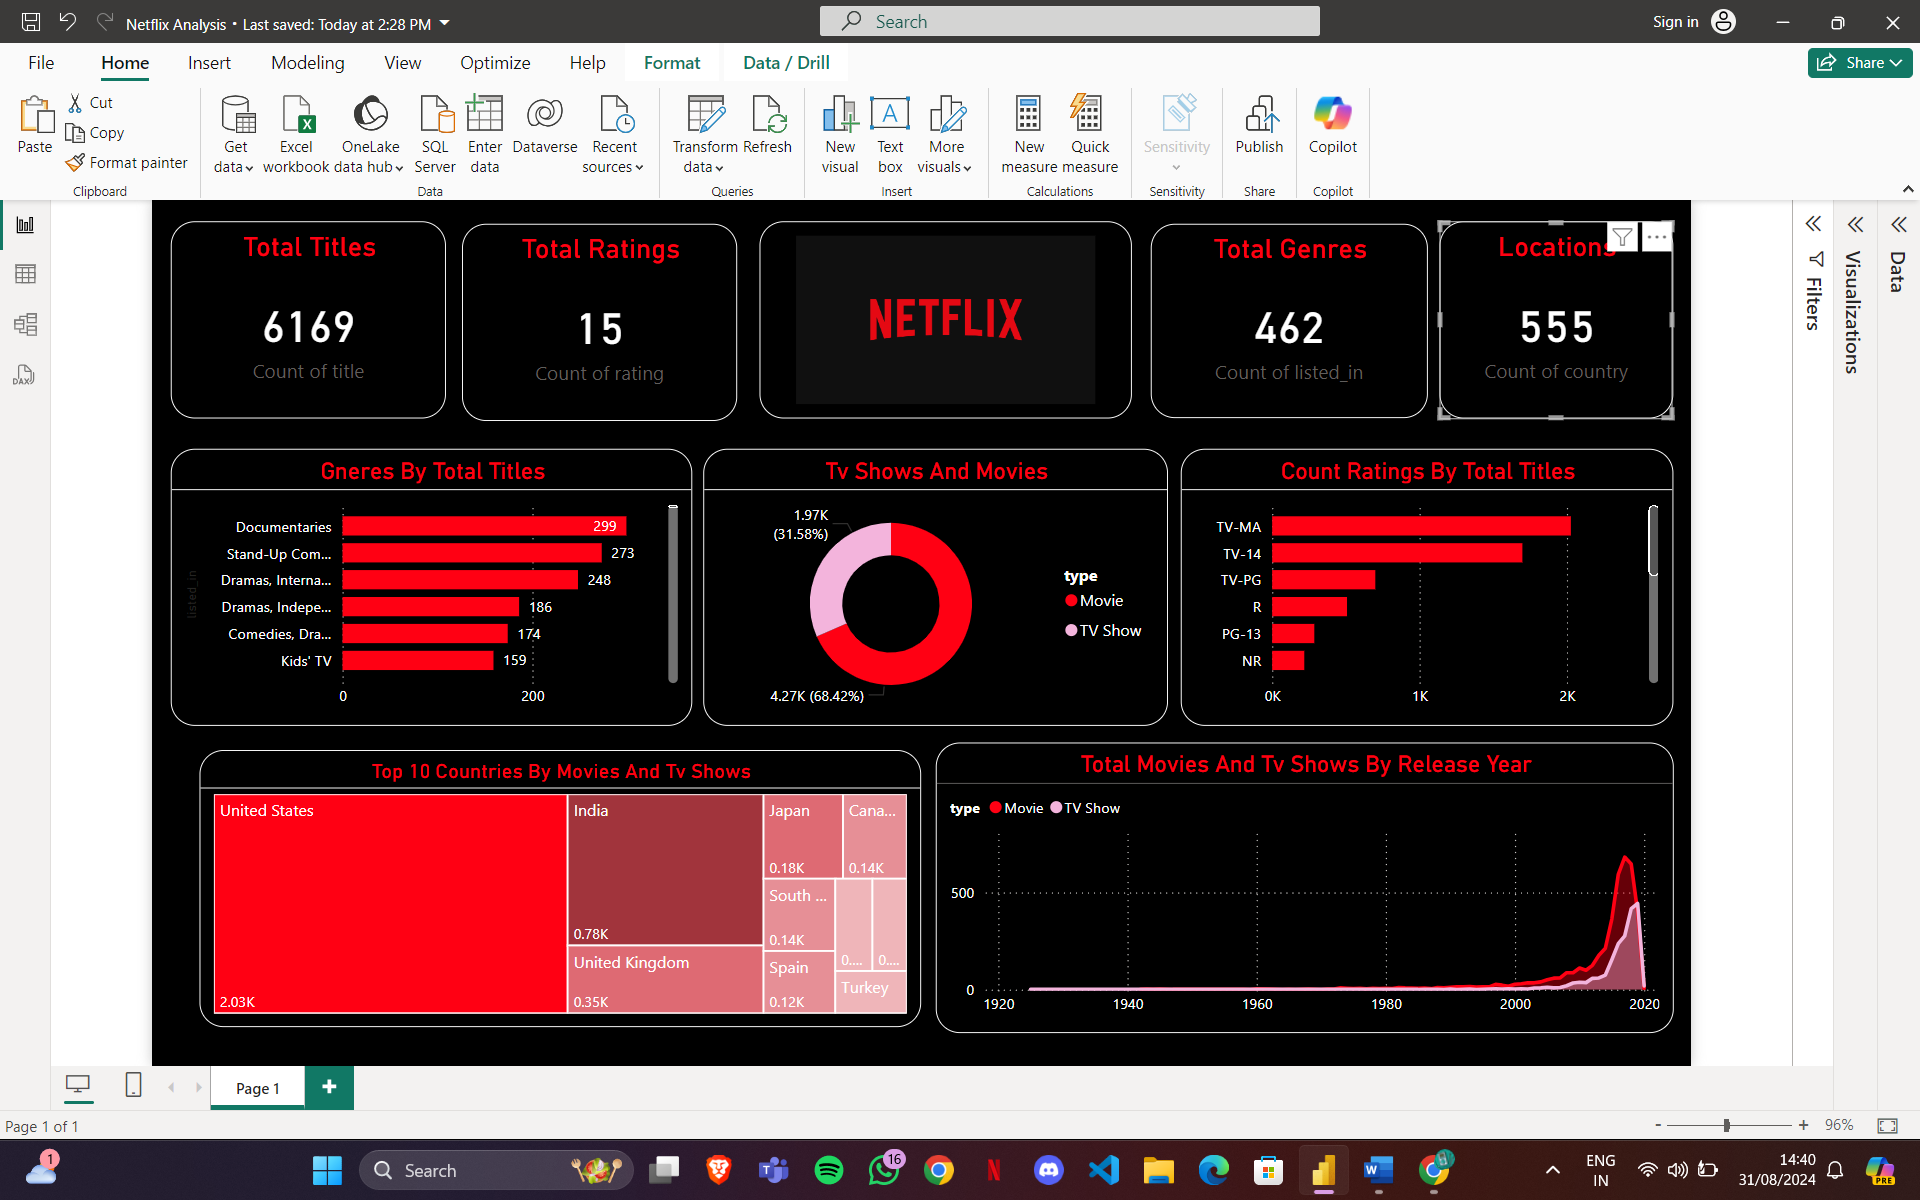 Netflix Analysis • Last saved: Today at 2:28 PM
Search
Sign in
File
Home
Insert
Modeling
View
Optimize
Help
Format
Data / Drill
Share
Paste
Cut
Copy
Format painter
Clipboard
Get
data
Excel
workbook
OneLake
data hub
SQL
Server
Enter
data
Dataverse
Recent
sources
Data
Transform
data
Refresh
Queries
New
visual
Text
box
More
visuals
Insert
New
measure
Quick
measure
Calculations
Sensitivity
Sensitivity
Publish
Share
Copilot
Copilot
DAX
Total Titles
6169
Count of title
Total Ratings
15
Count of rating
NETFLIX
Total Genres
462
Count of listed_in
Locations
555
Count of country
Filters
Visualizations
Data
Gneres By Total Titles
listed_in
Documentaries
299
Stand-Up Com...
273
Dramas, Interna...
248
Dramas, Indepe...
186
Comedies, Dra...
174
Kids' TV
159
0
200
Tv Shows And Movies
1.97K
(31.58%)
4.27K (68.42%)
type
Movie
TV Show
Count Ratings By Total Titles
TV-MA
TV-14
TV-PG
R
PG-13
NR
0K
1K
2K
Top 10 Countries By Movies And Tv Shows
United States
2.03K
India
0.78K
United Kingdom
0.35K
Japan
0.18K
Cana...
0.14K
South ...
0.14K
Spain
0.12K
0....
0....
Turkey
Total Movies And Tv Shows By Release Year
type
Movie
TV Show
500
0
1920
1940
1960
1980
2000
2020
Page 1
Page 1 of 1
96%
1
Search
16
ENG
IN
14:40
31/08/2024
PRE